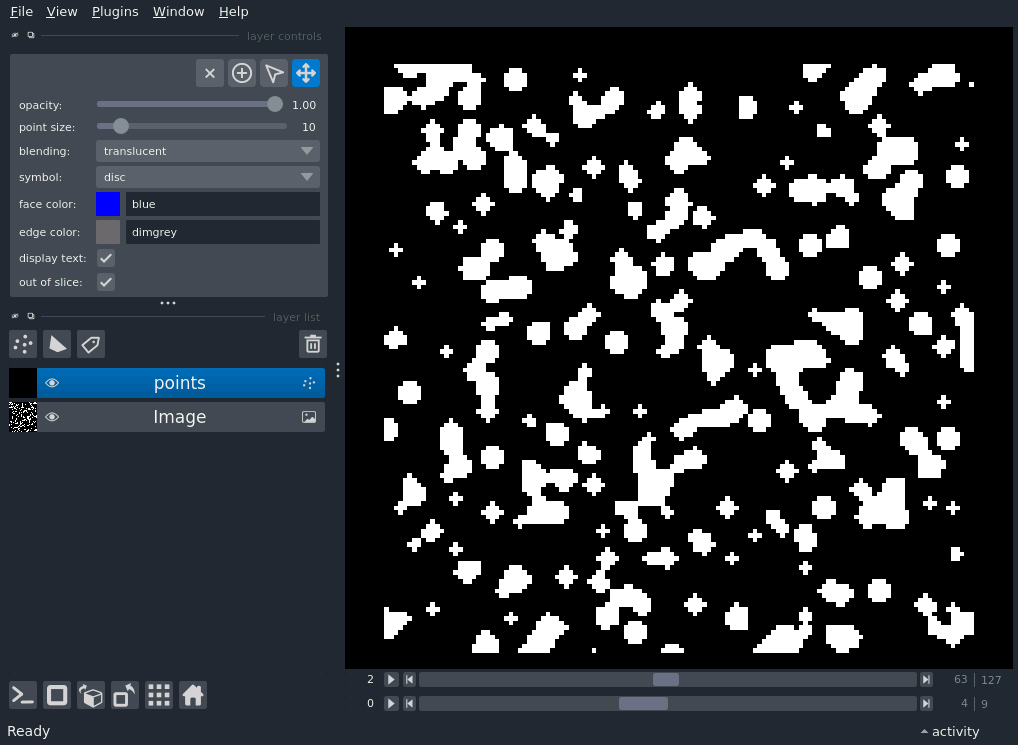 File View Plugins Window Help
layer controls
opacity: 1.00
point size: 10
blending: translucent
symbol: disc
face color: blue
edge color: dimgrey
display text:
out of slice:
layer list
points
Image
2 63 127
0 4 9
Ready activity